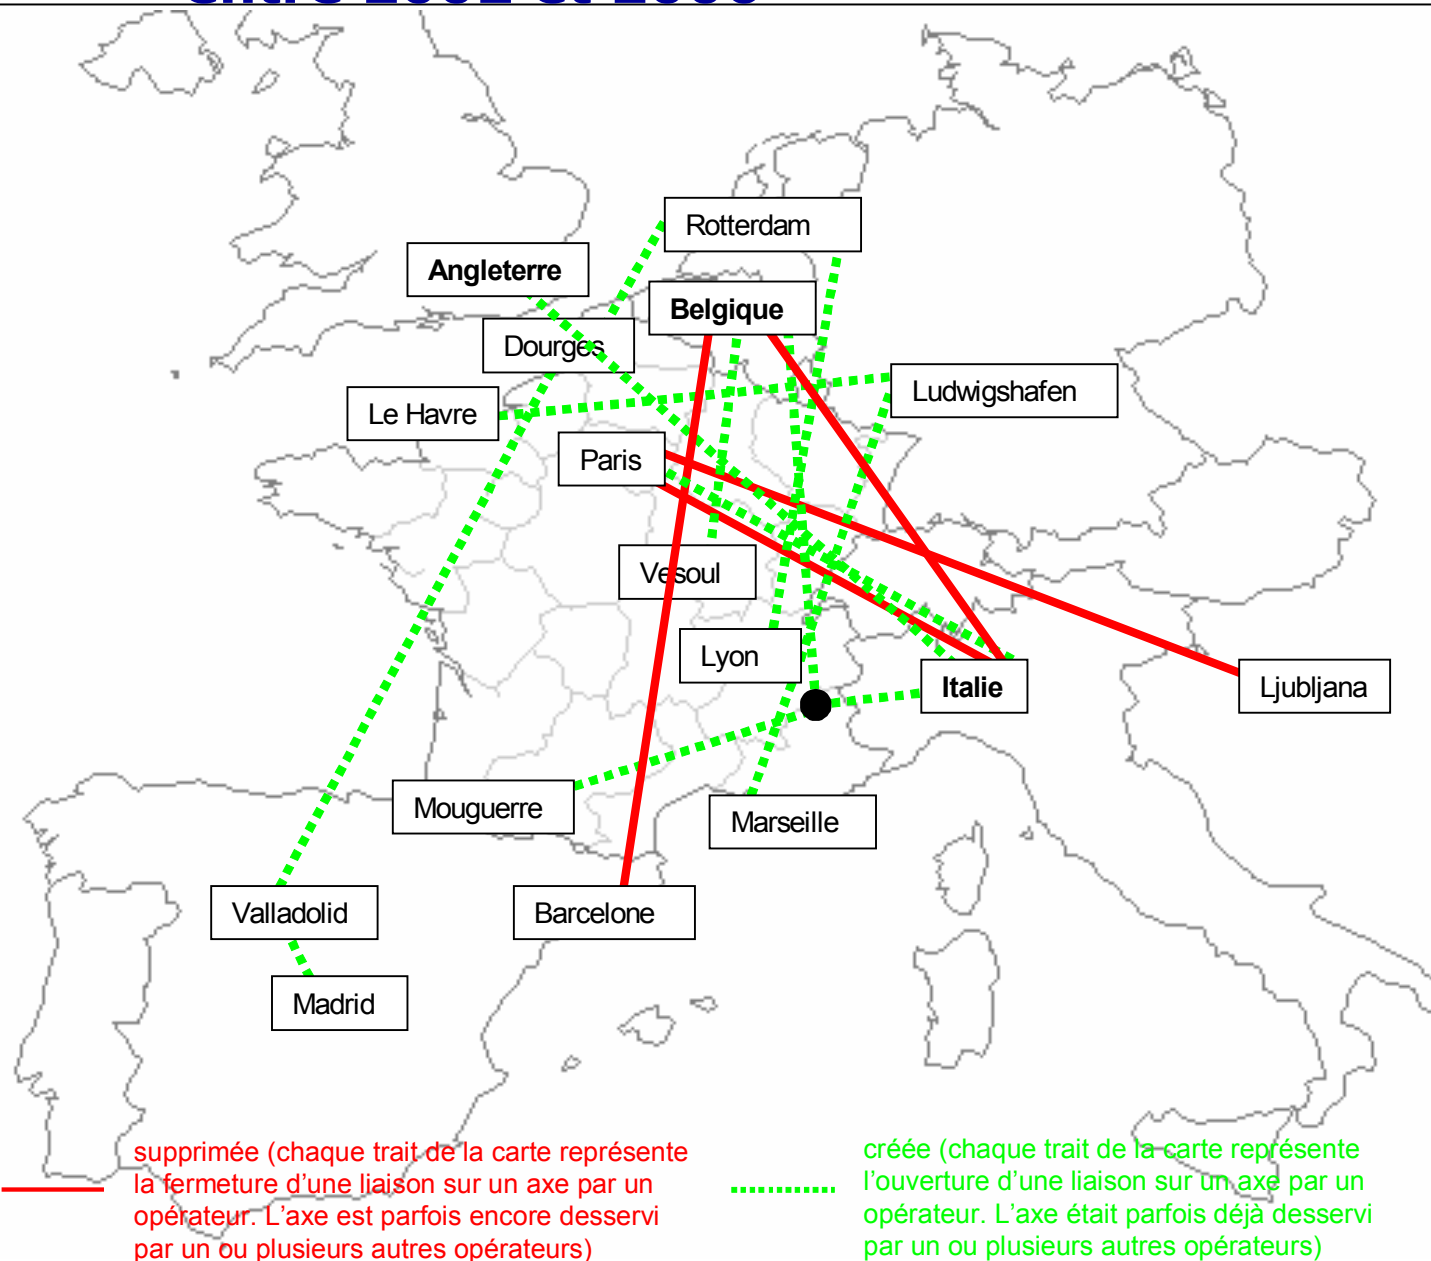 Rotterdam
Angleterre
Belgique
Dourges
Ludwigshafen
Le Havre
Paris
Vesoul
Lyon
Italie
Ljubljana
Mouguerre
Marseille
Valladolid
Barcelone
Madrid
supprimée (chaque trait de la carte représente
la fermeture d'une liaison sur un axe par un
opérateur. L'axe est parfois encore desservi
par un ou plusieurs autres opérateurs)
créée (chaque trait de la carte représente
l'ouverture d'une liaison sur un axe par un
opérateur. L'axe était parfois déjà desservi
par un ou plusieurs autres opérateurs)